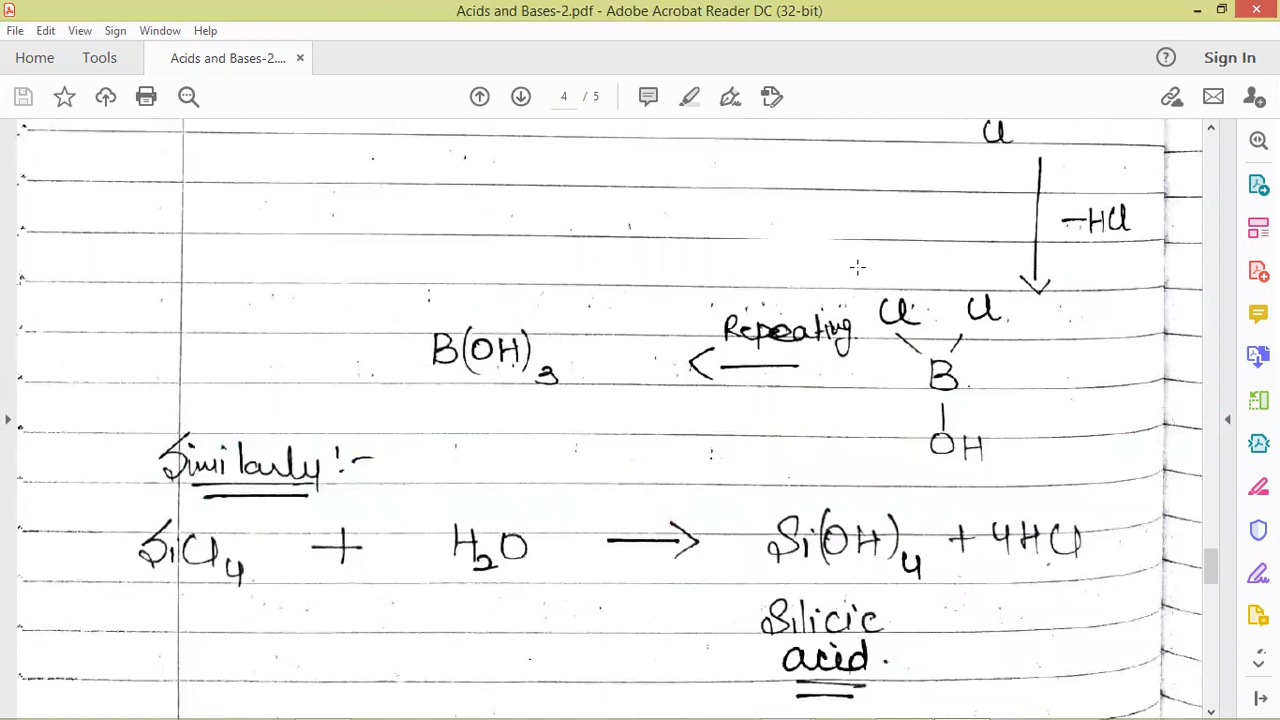 Acids and Bases-2.pdf - Adobe Acrobat Reader DC (32-bit)
File Edit View Sign Window Help
Home Tools Acids and Bases-2.... × Sign In
4 / 5
Cl
-HCl
Cl Cl
Repeating
B(OH)3
B
OH
Similarly :-
SiCl4 + H2O → Si(OH)4 + 4HCl
Silicic
acid.